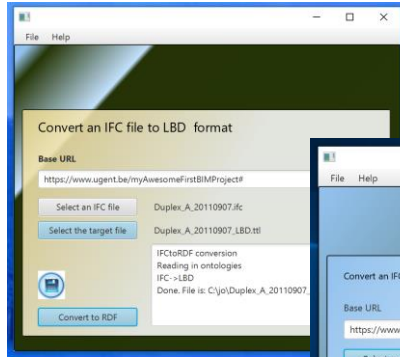 File Help
Convert an IFC file to LBD format
Base URL
https://www.ugent.be/myAwesomeFirstBIMProject#
Select an IFC file Duplex_A_20110907.ifc
Select the target file Duplex_A_20110907_LBD.ttl
IFCtoRDF conversion
Reading in ontologies
IFC->LBD
Done. File is: C:\jo\Duplex_A_20110907_
Convert to RDF
File Help
Convert an IFC
Base URL
https://www